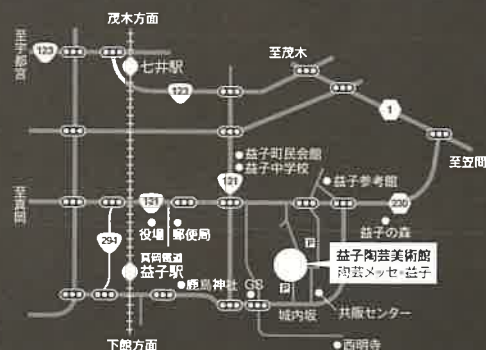 茂木方面
至宇都宮
123
七井駅
至茂木
123
1
至笠間
益子町民会館
益子中学校
121
益子参考館
至真岡
121
230
役場
郵便局
益子の森
294
真岡鐵道
益子駅
P
益子陶芸美術館
陶芸メッセ・益子
鹿島神社
GS
P
城内坂
共販センター
西明寺
下館方面